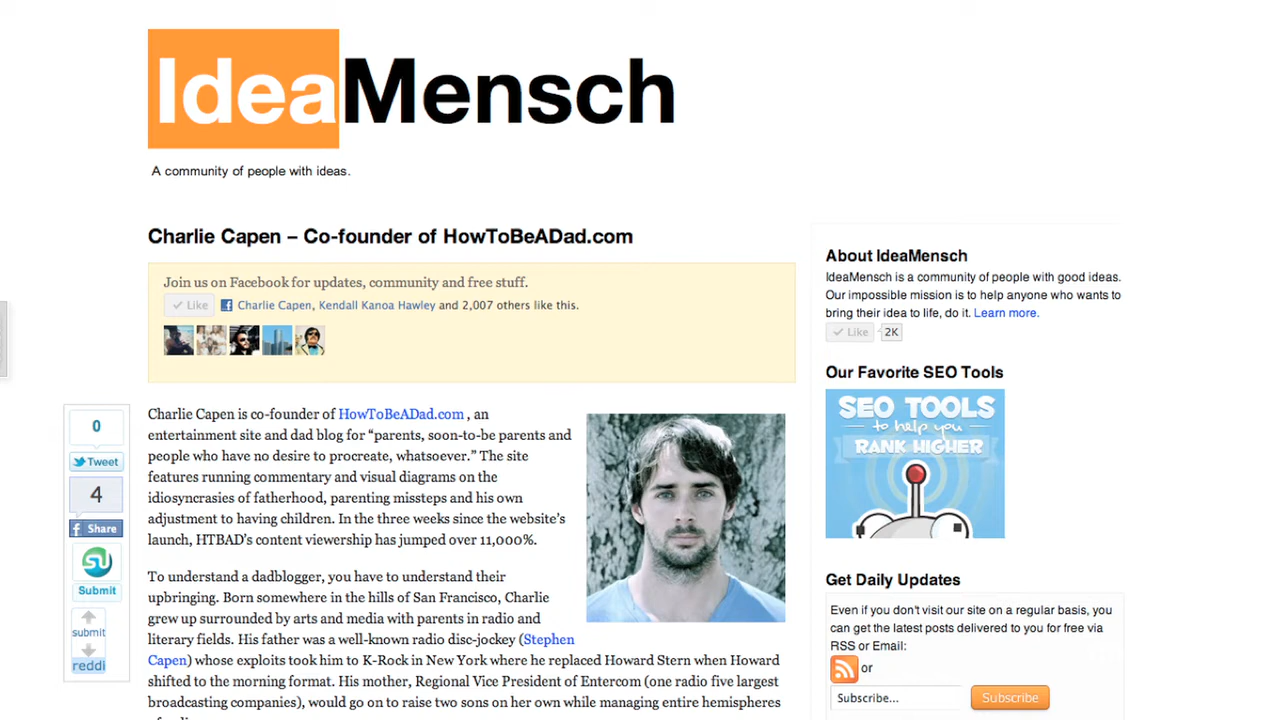 IdeaMensch
A community of people with ideas.
Charlie Capen – Co-founder of HowToBeADad.com
Join us on Facebook for updates, community and free stuff.
Like
Charlie Capen, Kendall Kanoa Hawley and 2,007 others like this.
0
Tweet
4
Share
Submit
submit
reddi
Charlie Capen is co-founder of HowToBeADad.com , an
entertainment site and dad blog for “parents, soon-to-be parents and
people who have no desire to procreate, whatsoever.” The site
features running commentary and visual diagrams on the
idiosyncrasies of fatherhood, parenting missteps and his own
adjustment to having children. In the three weeks since the website’s
launch, HTBAD’s content viewership has jumped over 11,000%.
To understand a dadblogger, you have to understand their
upbringing. Born somewhere in the hills of San Francisco, Charlie
grew up surrounded by arts and media with parents in radio and
literary fields. His father was a well-known radio disc-jockey (Stephen
Capen) whose exploits took him to K-Rock in New York where he replaced Howard Stern when Howard
shifted to the morning format. His mother, Regional Vice President of Entercom (one radio five largest
broadcasting companies), would go on to raise two sons on her own while managing entire hemispheres
About IdeaMensch
IdeaMensch is a community of people with good ideas.
Our impossible mission is to help anyone who wants to
bring their idea to life, do it. Learn more.
Like 2K
Our Favorite SEO Tools
SEO TOOLS
to help you
RANK HIGHER
Get Daily Updates
Even if you don't visit our site on a regular basis, you
can get the latest posts delivered to you for free via
RSS or Email:
or
Subscribe... Subscribe